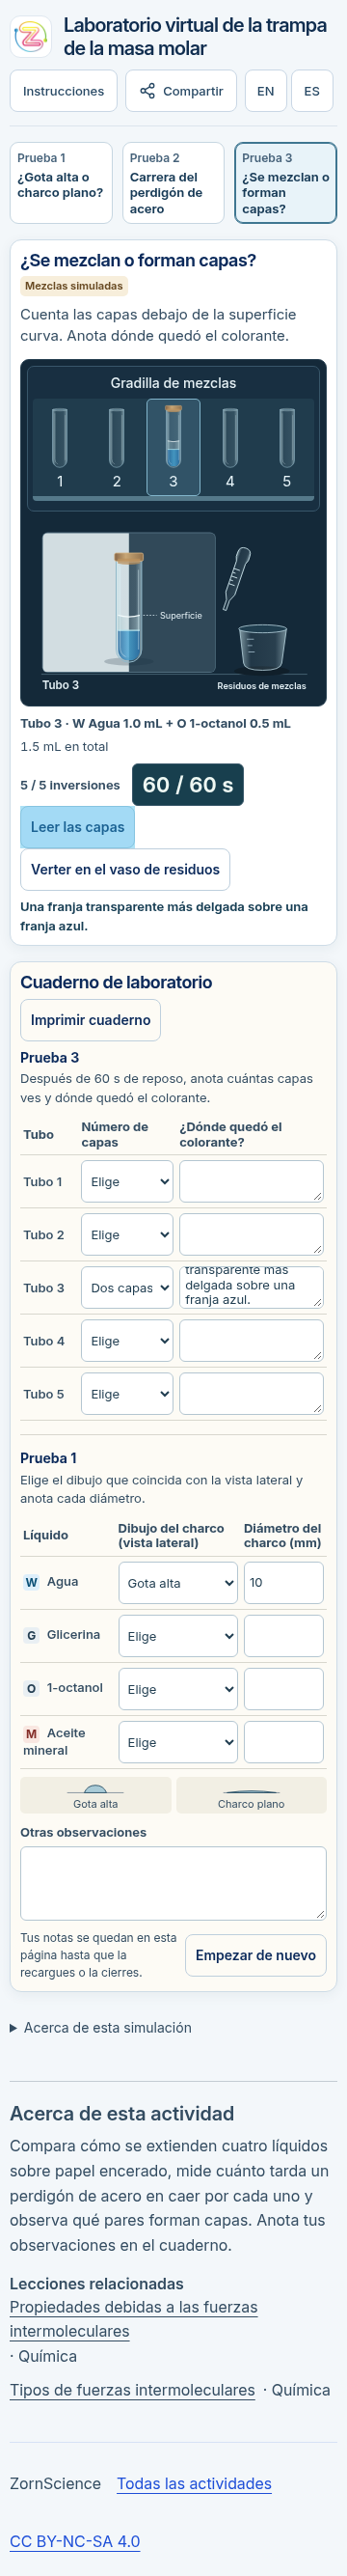 Laboratorio virtual de la trampa
de la masa molar
Instrucciones
Compartir
EN
ES
Prueba 1
¿Gota alta o
charco plano?
Prueba 2
Carrera del
perdigón de
acero
Prueba 3
¿Se mezclan o
forman
capas?
¿Se mezclan o forman capas?
Mezclas simuladas
Cuenta las capas debajo de la superficie
curva. Anota dónde quedó el colorante.
Gradilla de mezclas
1 2 3 4 5
Superficie
Tubo 3
Residuos de mezclas
Tubo 3 · W Agua 1.0 mL + O 1-octanol 0.5 mL
1.5 mL en total
5 / 5 inversiones
60 / 60 s
Leer las capas
Verter en el vaso de residuos
Una franja transparente más delgada sobre una
franja azul.
Cuaderno de laboratorio
Imprimir cuaderno
Prueba 3
Después de 60 s de reposo, anota cuántas capas
ves y dónde quedó el colorante.
Tubo
Número de
capas
¿Dónde quedó el
colorante?
Tubo 1 Elige
Tubo 2 Elige
Tubo 3 Dos capas
transparente más
delgada sobre una
franja azul.
Tubo 4 Elige
Tubo 5 Elige
Prueba 1
Elige el dibujo que coincida con la vista lateral y
anota cada diámetro.
Líquido
Dibujo del charco
(vista lateral)
Diámetro del
charco (mm)
W Agua Gota alta 10
G Glicerina Elige
O 1-octanol Elige
M Aceite
mineral
Elige
Gota alta
Charco plano
Otras observaciones
Tus notas se quedan en esta
página hasta que la
recargues o la cierres.
Empezar de nuevo
Acerca de esta simulación
Acerca de esta actividad
Compara cómo se extienden cuatro líquidos
sobre papel encerado, mide cuánto tarda un
perdigón de acero en caer por cada uno y
observa qué pares forman capas. Anota tus
observaciones en el cuaderno.
Lecciones relacionadas
Propiedades debidas a las fuerzas
intermoleculares
· Química
Tipos de fuerzas intermoleculares · Química
ZornScience Todas las actividades
CC BY-NC-SA 4.0